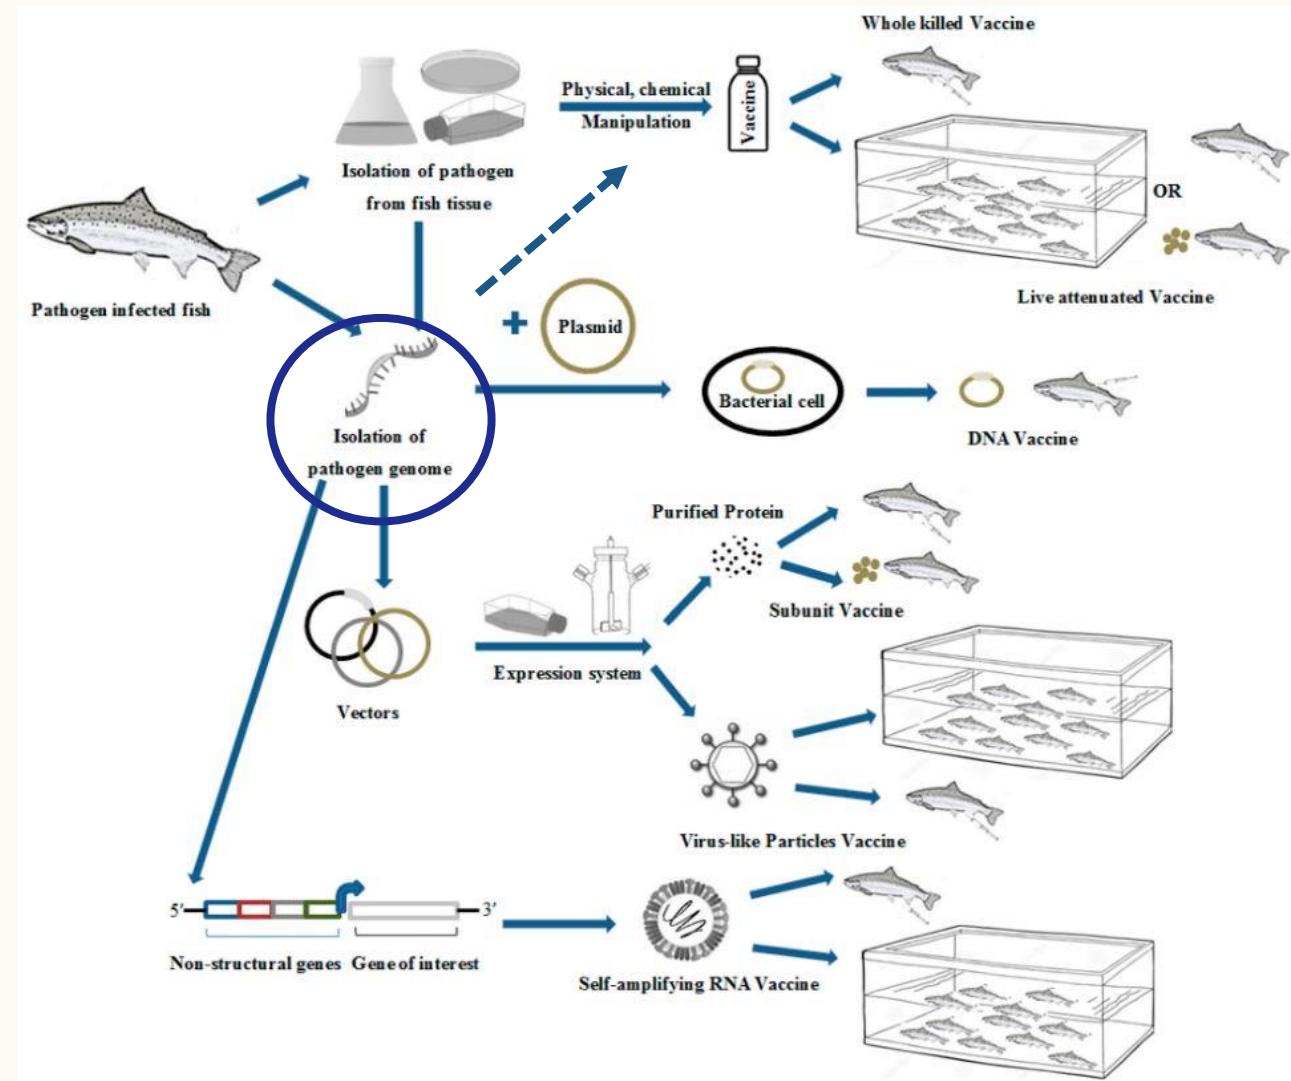 Whole killed Vaccine
Physical, chemical
Manipulation
Vaccine
Isolation of pathogen
from fish tissue
OR
Pathogen infected fish
Live attenuated Vaccine
+
Plasmid
Bacterial cell
Isolation of
pathogen genome
DNA Vaccine
Purified Protein
Subunit Vaccine
Expression system
Vectors
Virus-like Particles Vaccine
5'
3'
Non-structural genes
Gene of interest
Self-amplifying RNA Vaccine